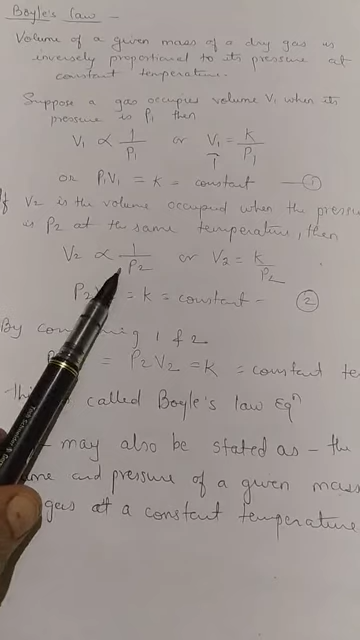 Boyle's law -
Volume of a given mass of a dry gas is
inversely proportional to its pressure at
constant temperature.
Suppose a gas occupies volume V1 when its
pressure is P1 then
V1 ∝ 1/P1 or V1 = K/P1
or P1V1 = K = constant — ①
If V2 is the volume occupied when the pressure
is P2 at the same temperature, then
V2 ∝ 1/P2 or V2 = K/P2
P2 = K = constant - ②
By 1 & 2
= P2V2 = K = constant
called Boyle's law Eqn
may also be stated as - the
and pressure of a given mass
gas at a constant temperature